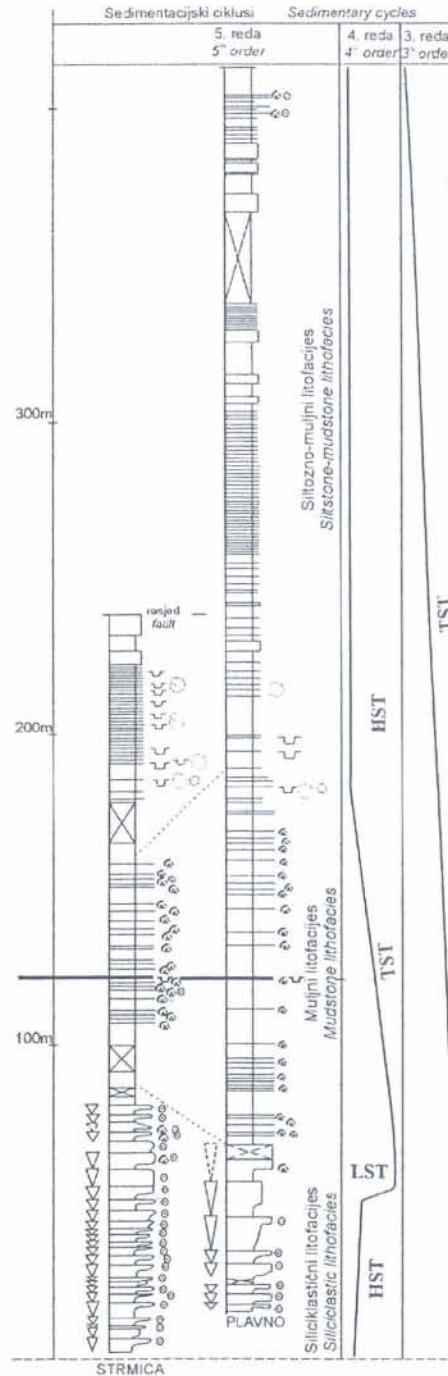 Sedimentacijski ciklusi Sedimentary cycles
5. reda
5th order
4. reda
4th order
3. reda
3rd order
300m
200m
100m
rasjed
fault
Siltozno-muljni litofacijes
Siltstone-mudstone lithofacies
Muljni litofacijes
Mudstone lithofacies
Siliciklastični litofacijes
Siliciclastic lithofacies
HST
TST
LST
HST
TST
PLAVNO
STRMICA